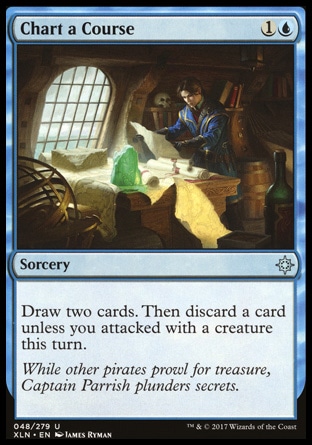 Chart a Course 1
Sorcery
Draw two cards. Then discard a card
unless you attacked with a creature
this turn.
While other pirates prowl for treasure,
Captain Parrish plunders secrets.
048/279 U
XLN • EN James Ryman
™ & © 2017 Wizards of the Coast